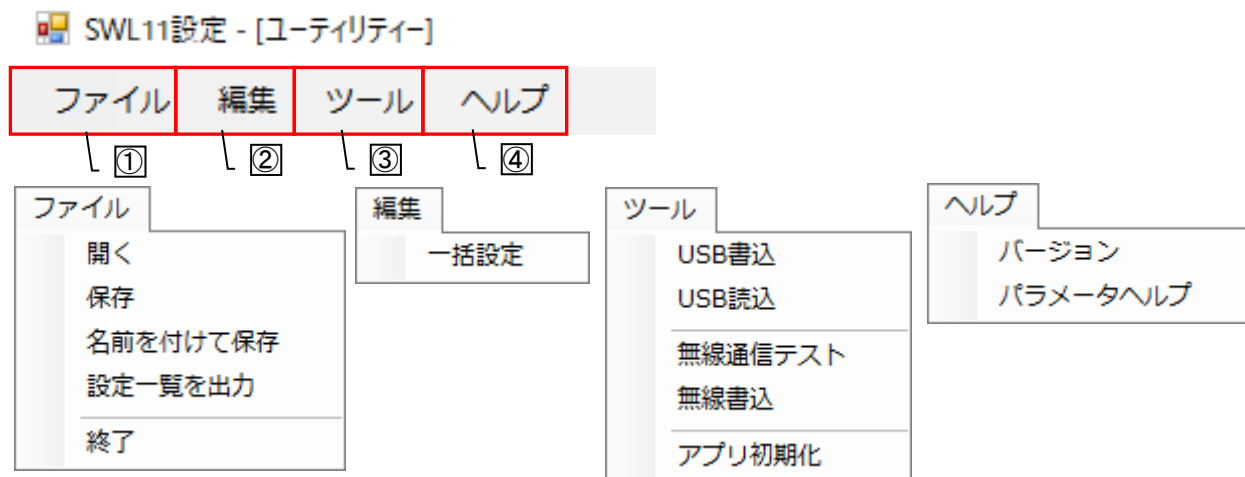 SWL11設定 - [ユーティリティー]
ファイル 編集 ツール ヘルプ
① ② ③ ④
ファイル
開く
保存
名前を付けて保存
設定一覧を出力
終了
編集
一括設定
ツール
USB書込
USB読込
無線通信テスト
無線書込
アプリ初期化
ヘルプ
バージョン
パラメータヘルプ